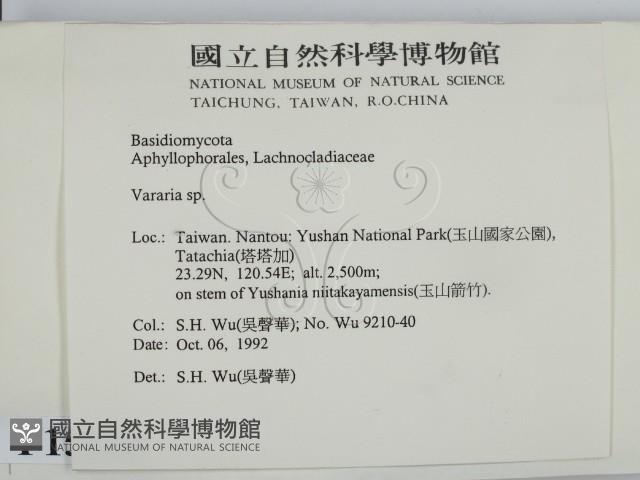 國立自然科學博物館
NATIONAL MUSEUM OF NATURAL SCIENCE
TAICHUNG, TAIWAN, R.O.CHINA
Basidiomycota
Aphyllophorales, Lachnocladiaceae
Vararia sp.
Loc.: Taiwan. Nantou: Yushan National Park(玉山國家公園),
Tatachia(塔塔加)
23.29N, 120.54E; alt. 2,500m;
on stem of Yushania niitakayamensis(玉山箭竹).
Col.: S.H. Wu(吳聲華); No. Wu 9210-40
Date: Oct. 06, 1992
Det.: S.H. Wu(吳聲華)
國立自然科學博物館
NATIONAL MUSEUM OF NATURAL SCIENCE